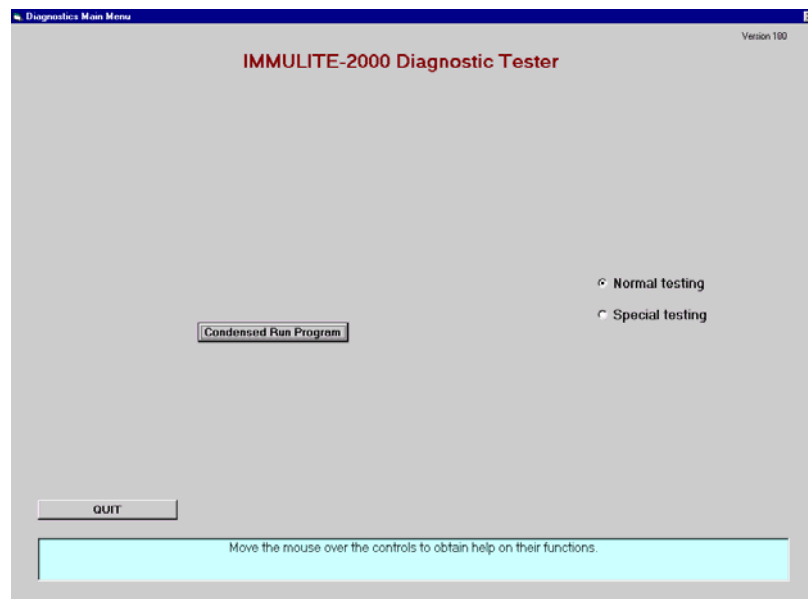 Diagnostics Main Menu
Version 180
IMMULITE-2000 Diagnostic Tester
Normal testing
Special testing
Condensed Run Program
QUIT
Move the mouse over the controls to obtain help on their functions.